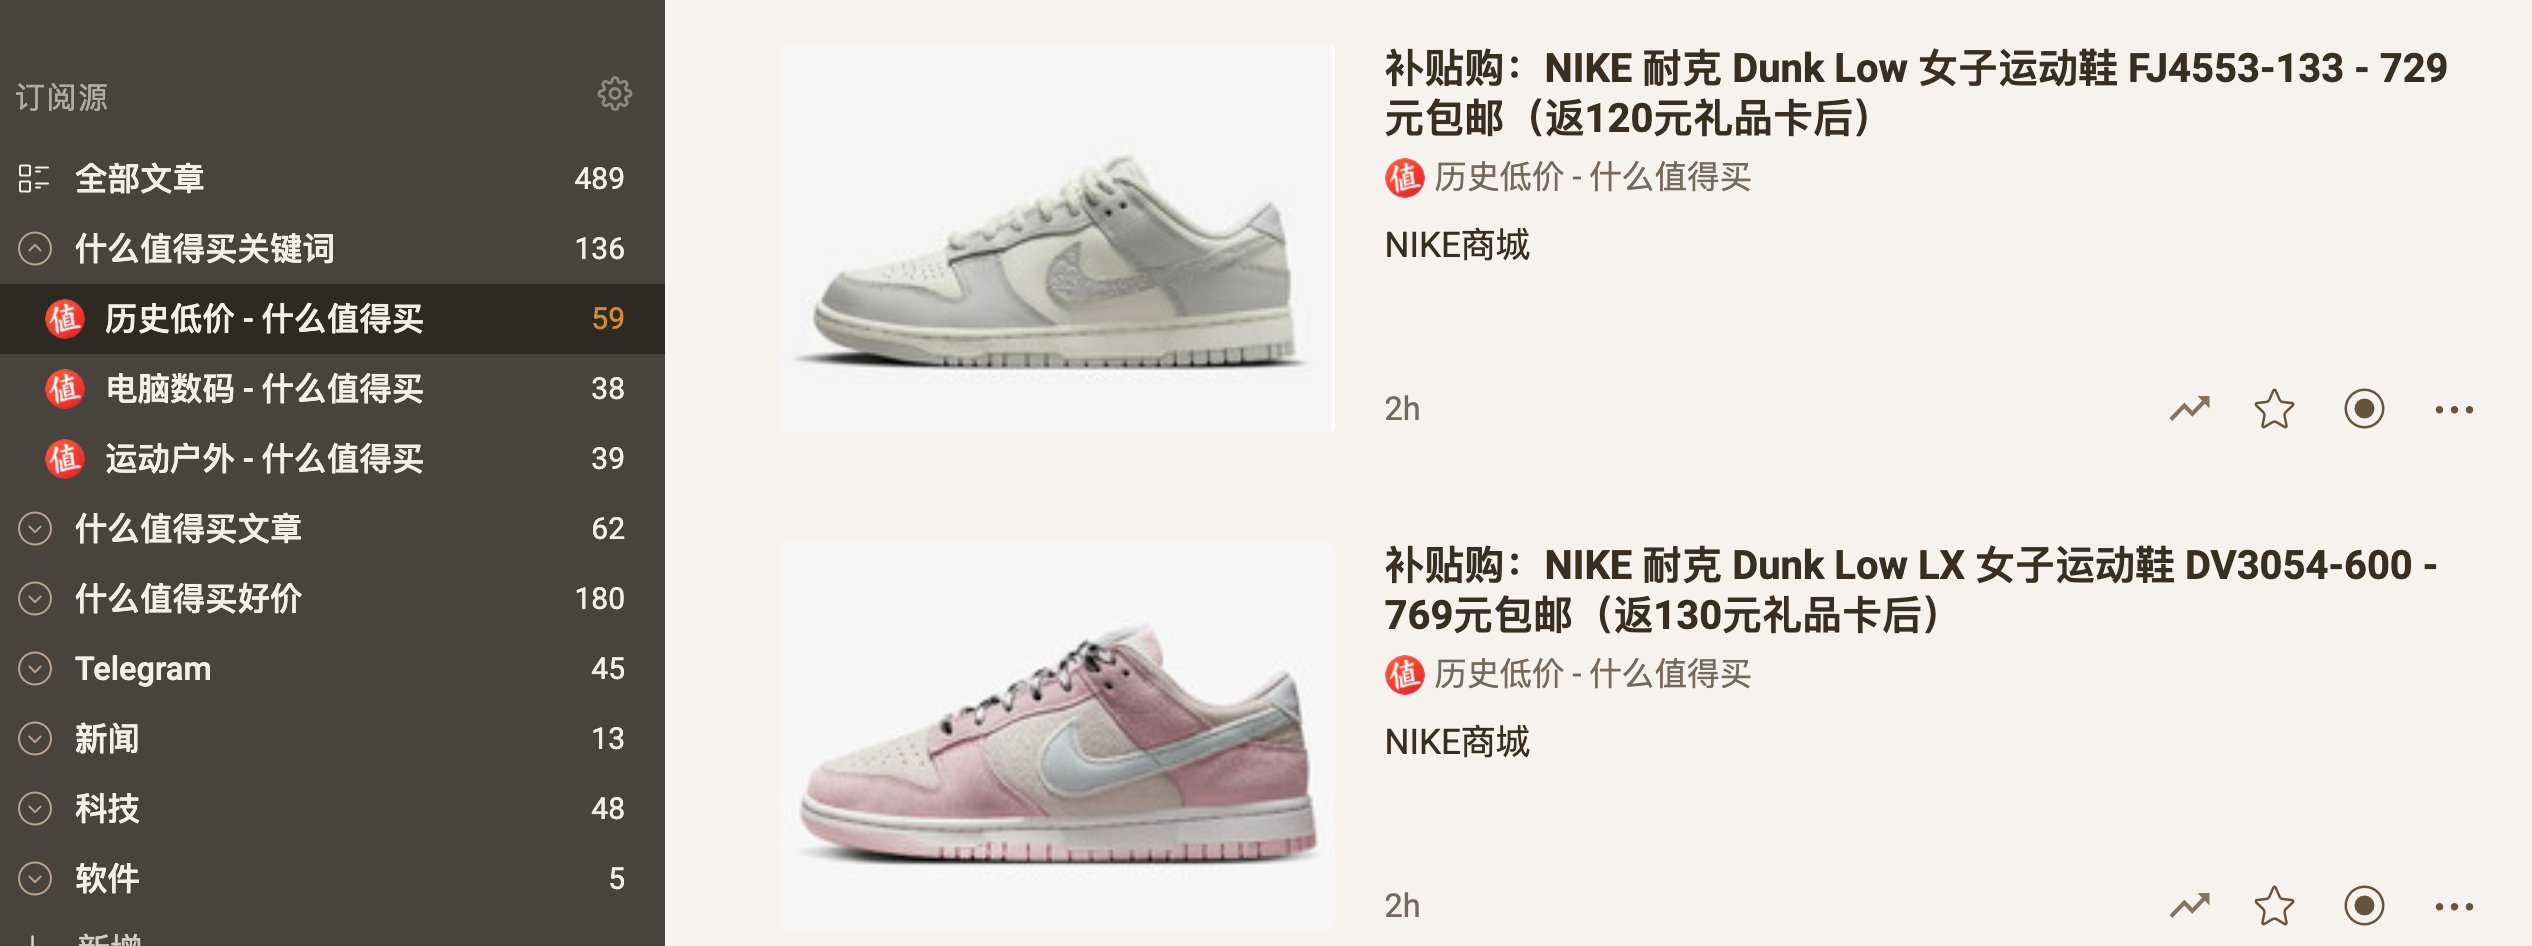 订阅源
全部文章 489
什么值得买关键词 136
值 历史低价 - 什么值得买 59
值 电脑数码 - 什么值得买 38
值 运动户外 - 什么值得买 39
什么值得买文章 62
什么值得买好价 180
Telegram 45
新闻 13
科技 48
软件 5
新增
补贴购：NIKE 耐克 Dunk Low 女子运动鞋 FJ4553-133 - 729
元包邮（返120元礼品卡后）
值 历史低价 - 什么值得买
NIKE商城
2h
补贴购：NIKE 耐克 Dunk Low LX 女子运动鞋 DV3054-600 -
769元包邮（返130元礼品卡后）
值 历史低价 - 什么值得买
NIKE商城
2h